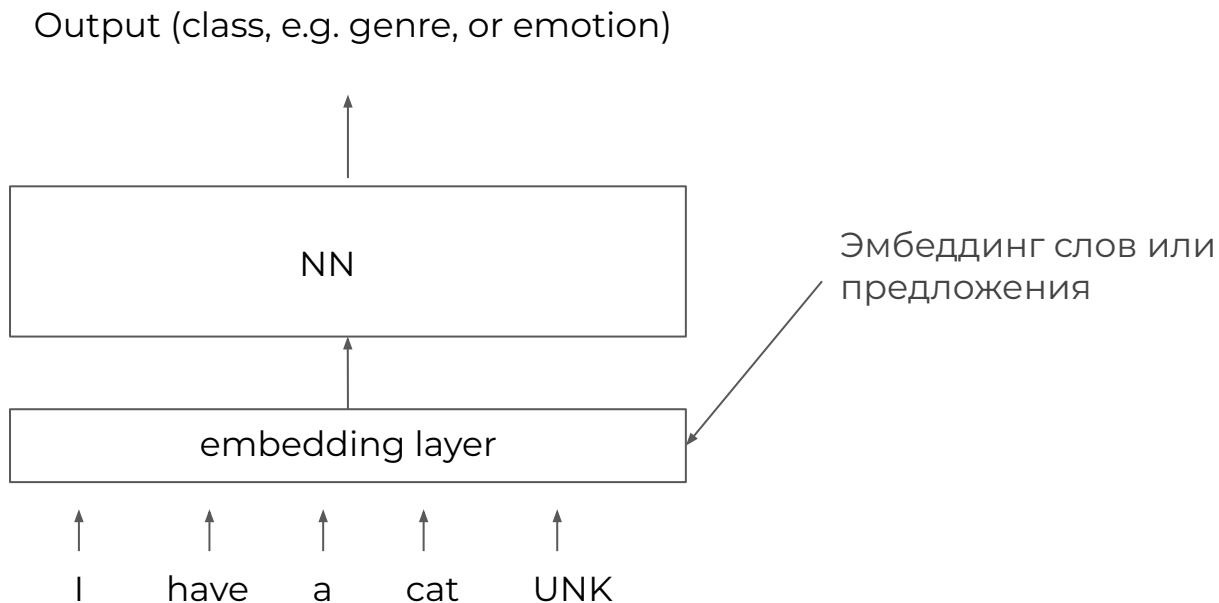 Output (class, e.g. genre, or emotion)
NN
Эмбеддинг слов или
предложения
embedding layer
I have a cat UNK